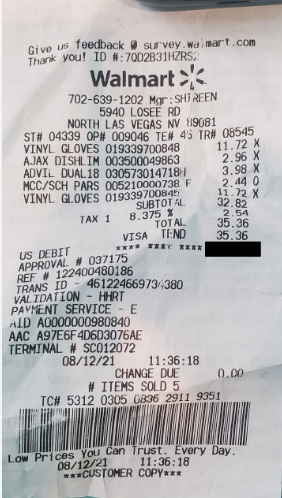 Give us feedback @ survey.walmart.com
Thank you! ID #:7QD2B31HZRSZ
Walmart
702-639-1202 Mgr:SHIREEN
5940 LOSEE RD
NORTH LAS VEGAS NV 89081
ST# 04339 OP# 009046 TE# 45 TR# 08545
VINYL GLOVES 019339700848 11.72 X
AJAX DISHLIM 003500049863 2.96 X
ADVIL DUAL18 030573014718H 3.98 X
MCC/SCH PARS 005210000738 F 2.44 O
VINYL GLOVES 019339700848 11.72 X
SUBTOTAL 32.82
TAX 1 8.375 % 2.54
TOTAL 35.36
VISA TEND 35.36
US DEBIT **** **** ****
APPROVAL # 037175
REF # 122400480186
TRANS ID - 461224669734380
VALIDATION - HHRT
PAYMENT SERVICE - E
AID A0000000980840
AAC A97E6F4D6D3076AE
TERMINAL # SC012072
08/12/21 11:36:18
CHANGE DUE 0.00
# ITEMS SOLD 5
TC# 5312 0305 0836 2911 9351
Low Prices You Can Trust. Every Day.
08/12/21 11:36:18
***CUSTOMER COPY***